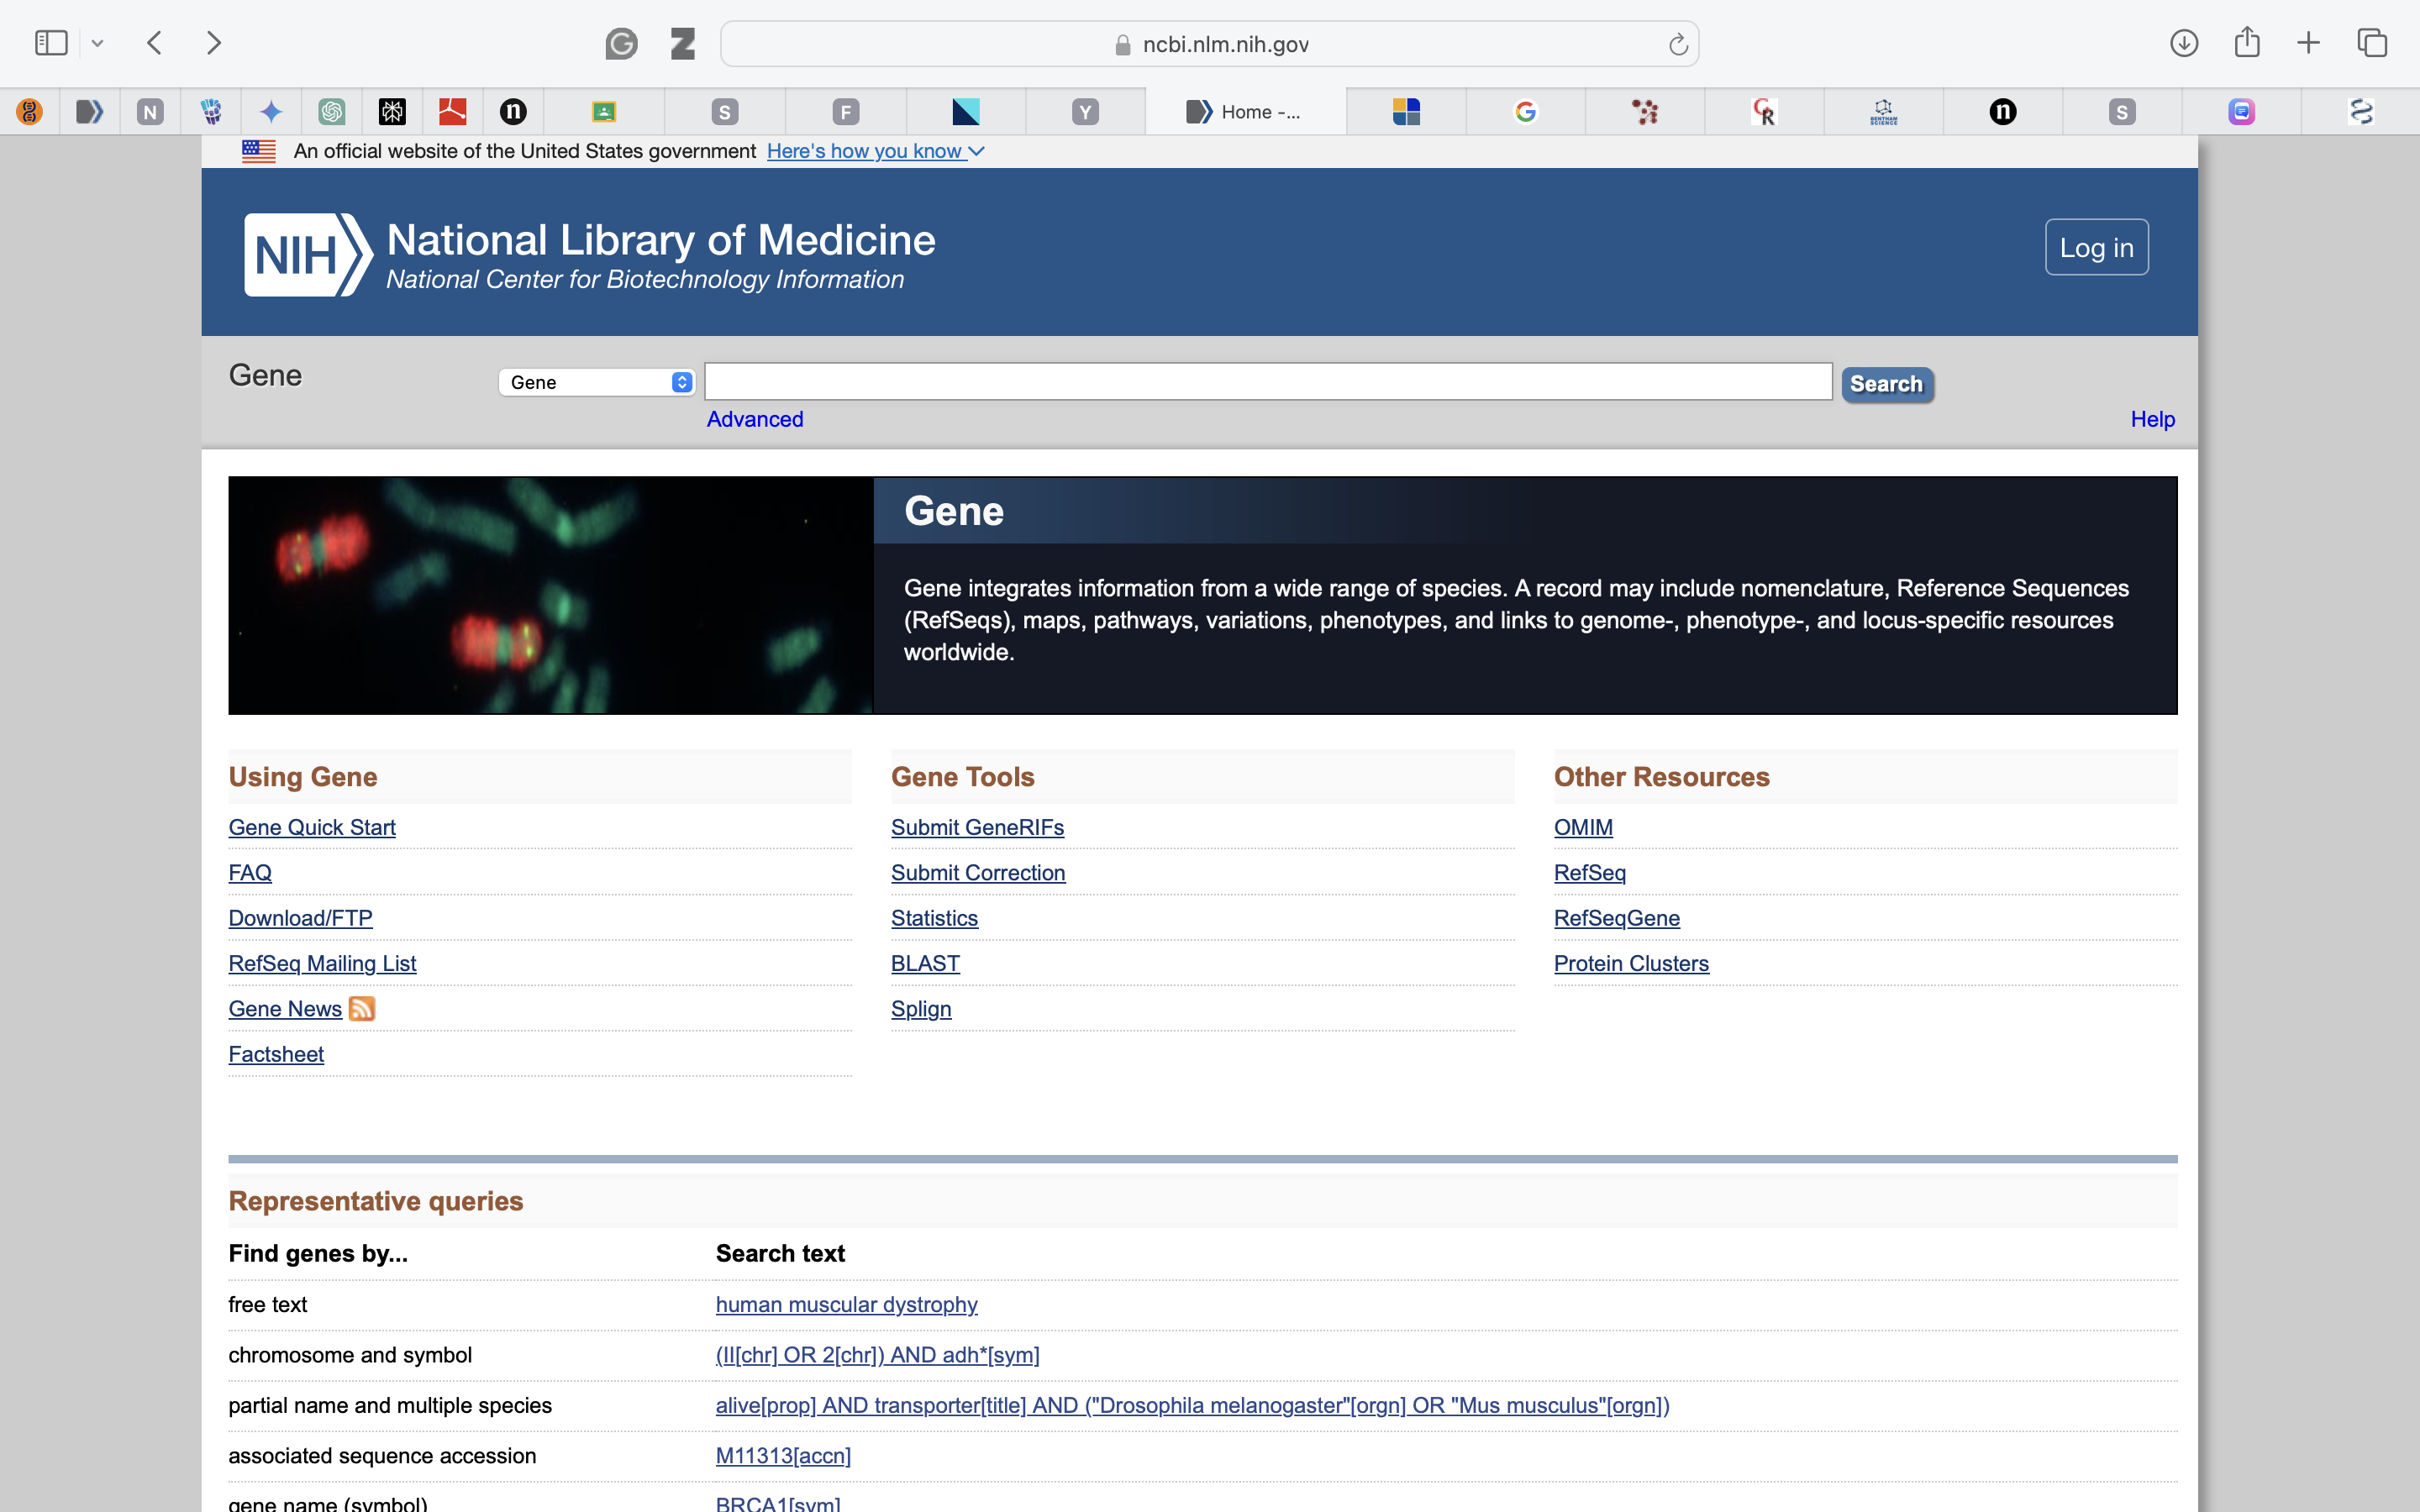 ncbi.nlm.nih.gov
N
S
F
Y
Home -...
G
CR
BENTHAM SCIENCE
n
S
An official website of the United States government Here's how you know
NIH
National Library of Medicine
National Center for Biotechnology Information
Log in
Gene
Gene
Search
Advanced
Help
Gene
Gene integrates information from a wide range of species. A record may include nomenclature, Reference Sequences
(RefSeqs), maps, pathways, variations, phenotypes, and links to genome-, phenotype-, and locus-specific resources
worldwide.
Using Gene
Gene Quick Start
FAQ
Download/FTP
RefSeq Mailing List
Gene News
Factsheet
Gene Tools
Submit GeneRIFs
Submit Correction
Statistics
BLAST
Splign
Other Resources
OMIM
RefSeq
RefSeqGene
Protein Clusters
Representative queries
Find genes by... Search text
free text human muscular dystrophy
chromosome and symbol (II[chr] OR 2[chr]) AND adh*[sym]
partial name and multiple species alive[prop] AND transporter[title] AND ("Drosophila melanogaster"[orgn] OR "Mus musculus"[orgn])
associated sequence accession M11313[accn]
gene name (symbol) BRCA1[sym]